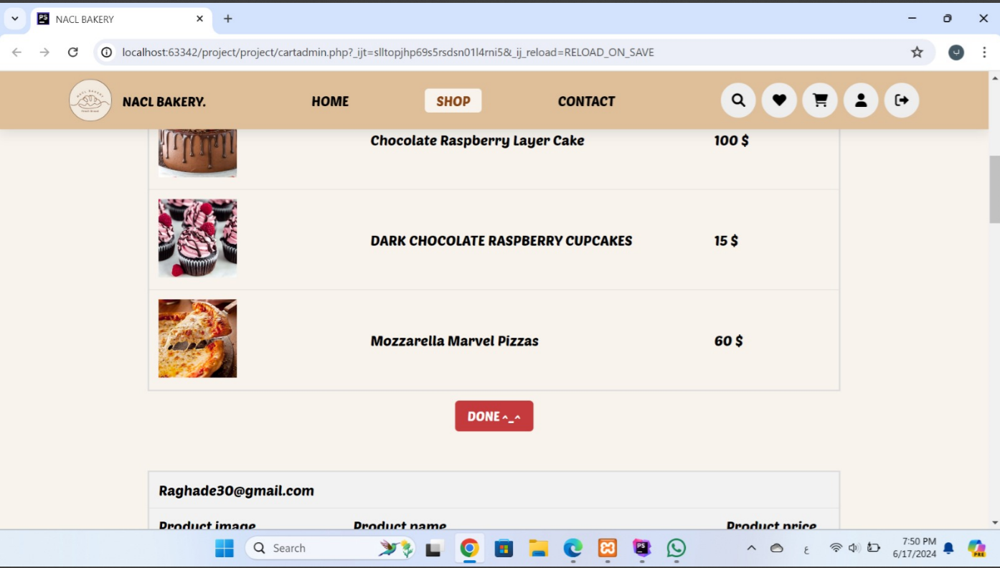 NACL BAKERY
localhost:63342/project/project/cartadmin.php?_ijt=slltopjhp69s5rsdsn01l4rni5&_ij_reload=RELOAD_ON_SAVE
NACL BAKERY. HOME SHOP CONTACT
Chocolate Raspberry Layer Cake 100 $
DARK CHOCOLATE RASPBERRY CUPCAKES 15 $
Mozzarella Marvel Pizzas 60 $
DONE ^_^
Raghade30@gmail.com
Product image Product name Product price
Search
ع
7:50 PM
6/17/2024
PS
PRE